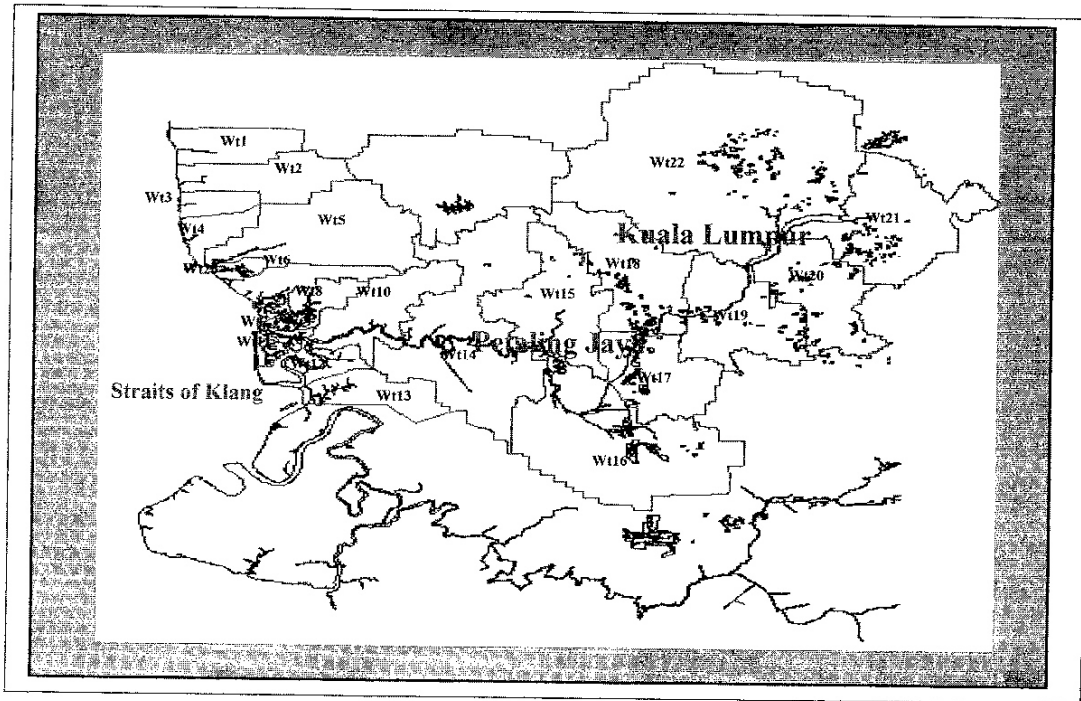 Wt1
Wt2
Wt22
Wt3
Wt5
Wt21
Wt4
Kuala Lumpur
Wt6
Wt18
Wt20
Wt8
Wt10
Wt15
Wt19
Petaling Jaya
Wt14
Wt17
Straits of Klang
Wt13
Wt16